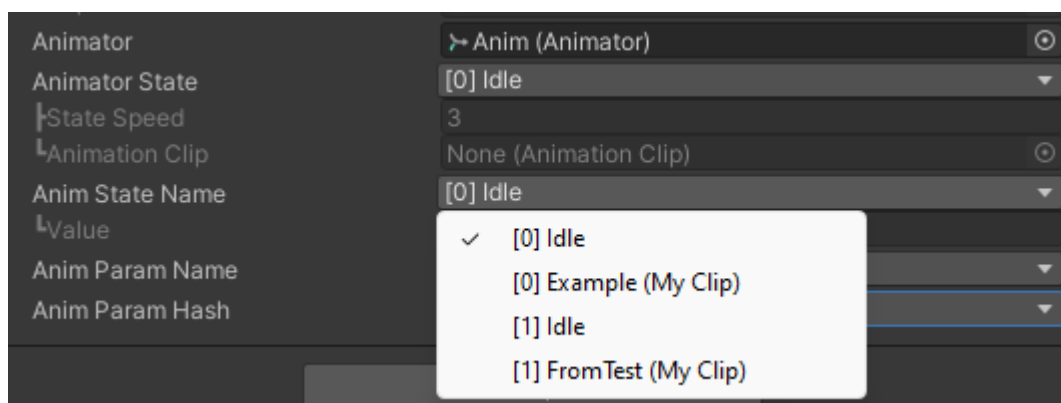 Animator Anim (Animator)
Animator State [0] Idle
State Speed 3
Animation Clip None (Animation Clip)
Anim State Name [0] Idle
Value
[0] Idle
Anim Param Name
[0] Example (My Clip)
Anim Param Hash
[1] Idle
[1] FromTest (My Clip)